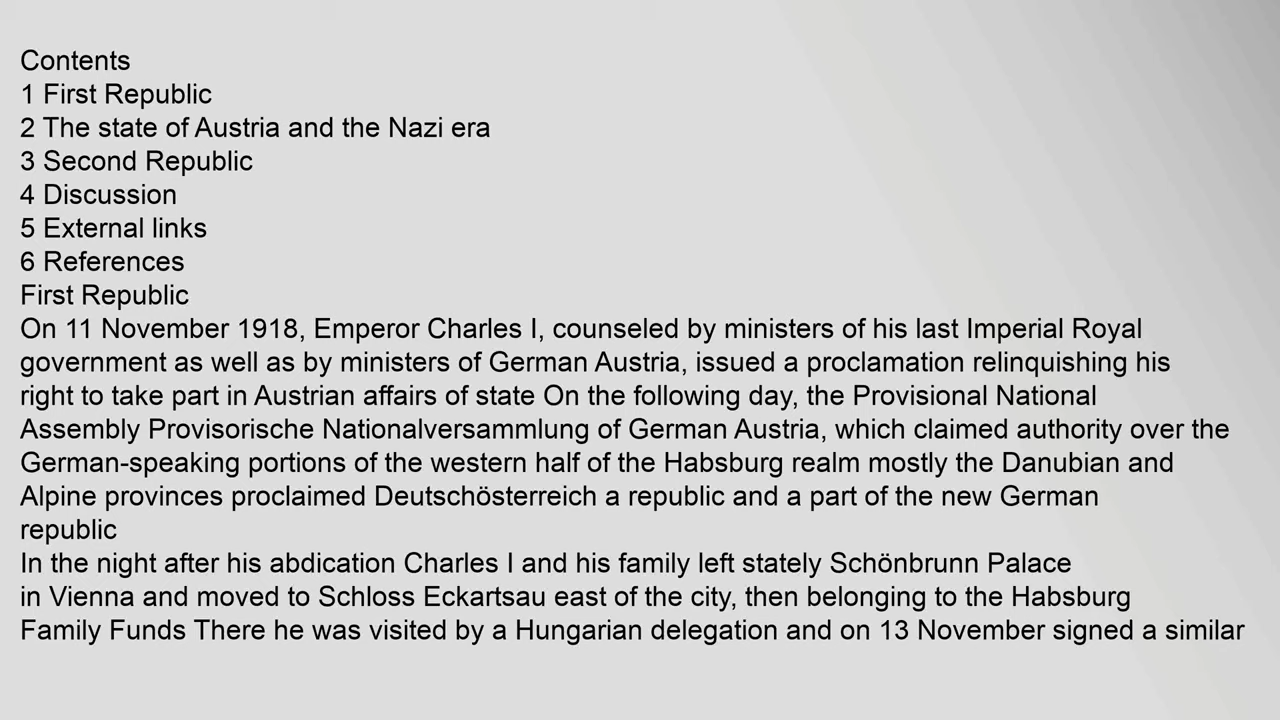 Contents
1 First Republic
2 The state of Austria and the Nazi era
3 Second Republic
4 Discussion
5 External links
6 References
First Republic
On 11 November 1918, Emperor Charles I, counseled by ministers of his last Imperial Royal
government as well as by ministers of German Austria, issued a proclamation relinquishing his
right to take part in Austrian affairs of state On the following day, the Provisional National
Assembly Provisorische Nationalversammlung of German Austria, which claimed authority over the
German-speaking portions of the western half of the Habsburg realm mostly the Danubian and
Alpine provinces proclaimed Deutschösterreich a republic and a part of the new German
republic
In the night after his abdication Charles I and his family left stately Schönbrunn Palace
in Vienna and moved to Schloss Eckartsau east of the city, then belonging to the Habsburg
Family Funds There he was visited by a Hungarian delegation and on 13 November signed a similar